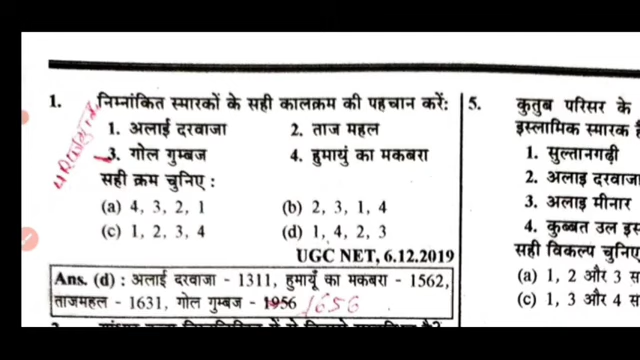 1. निम्नांकित स्मारकों के सही कालक्रम की पहचान करें:
1. अलाई दरवाजा 2. ताज महल
3. गोल गुम्बज 4. हुमायुं का मकबरा
सही क्रम चुनिए :
(a) 4, 3, 2, 1 (b) 2, 3, 1, 4
(c) 1, 2, 3, 4 (d) 1, 4, 2, 3
UGC NET, 6.12.2019
Ans. (d) : अलाई दरवाजा - 1311, हुमायूँ का मकबरा - 1562,
ताजमहल - 1631, गोल गुम्बज - 1956 1656
5. कुतुब परिसर के
इस्लामिक स्मारक
1. सुल्तानगढ़ी
2. अलाई दरवाजा
3. अलाई मीनार
4. कुब्बत उल
सही विकल्प चुनिए
(a) 1, 2 और 3
(c) 1, 3 और 4